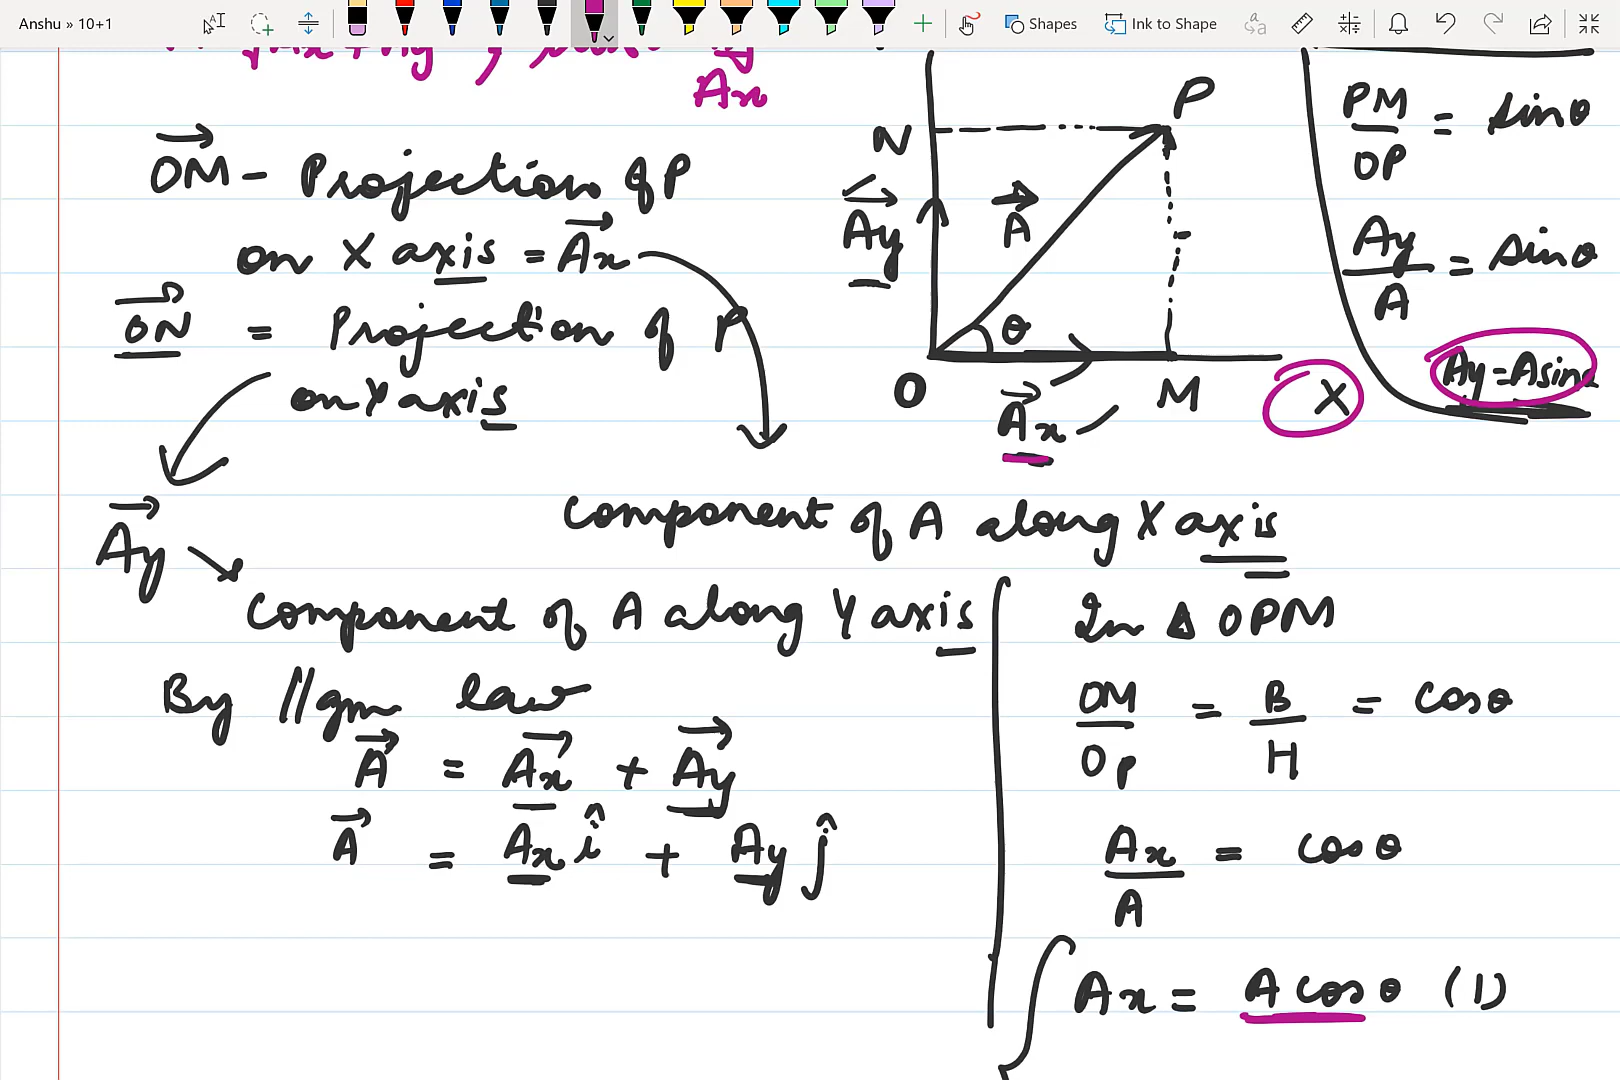 Anshu » 10+1
Shapes
Ink to Shape
Ax
OM - Projection of P
on X axis = Ax
ON = Projection of P
on Y axis
Ay
Component of A along X axis
Component of A along Y axis
By //gm law
A = Ax + Ay
A = Ax î + Ay ĵ
N
P
Ay
A
θ
O
Ax
M
X
PM/OP = sinθ
Ay/A = sinθ
Ay = A sin
In Δ OPM
OM/OP = B/H = cosθ
Ax/A = cosθ
Ax = A cosθ (1)